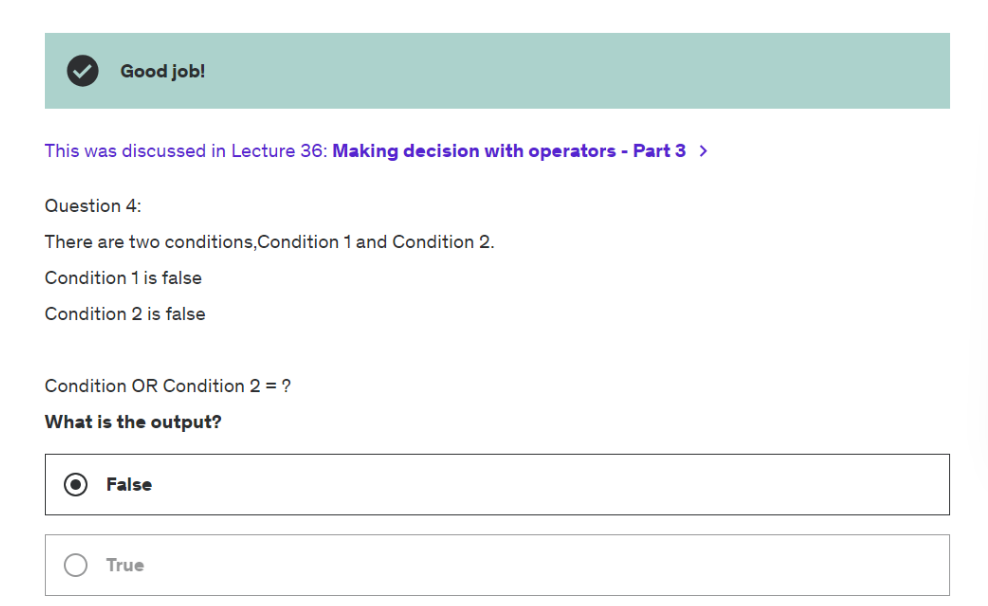 Good job!
This was discussed in Lecture 36: Making decision with operators - Part 3 >
Question 4:
There are two conditions,Condition 1 and Condition 2.
Condition 1 is false
Condition 2 is false
Condition OR Condition 2 = ?
What is the output?
False
True